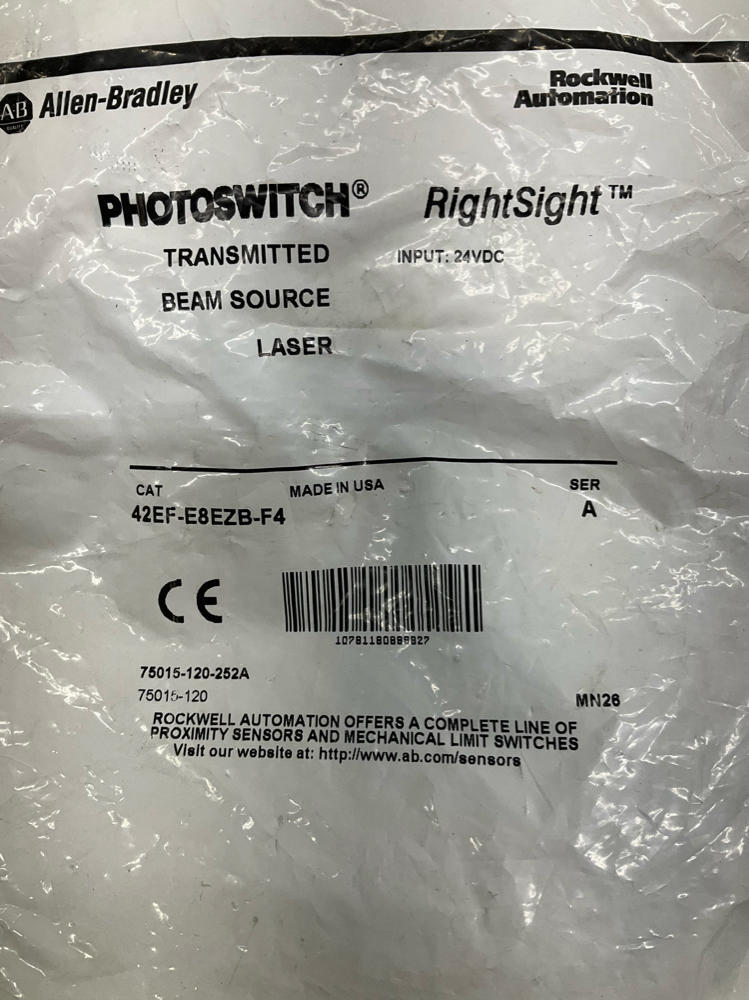 AB
QUALITY
Allen-Bradley
Rockwell
Automation
PHOTOSWITCH® RightSight™
TRANSMITTED INPUT: 24VDC
BEAM SOURCE
LASER
CAT MADE IN USA SER
42EF-E8EZB-F4 A
CE
75015-120-252A
75015-120 MN26
ROCKWELL AUTOMATION OFFERS A COMPLETE LINE OF
PROXIMITY SENSORS AND MECHANICAL LIMIT SWITCHES
Visit our website at: http://www.ab.com/sensors